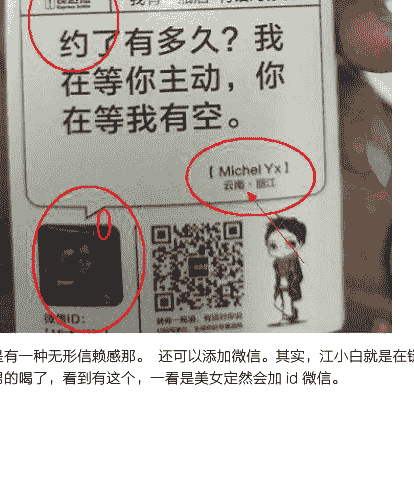 Express bottle
约了有多久？我
在等你主动，你
在等我有空。
[ Michel Yx ]
云南·丽江
微信ID:
是有一种无形信赖感那。 还可以添加微信。其实，江小白就是在锁
的喝了，看到有这个，一看是美女定然会加 id 微信。